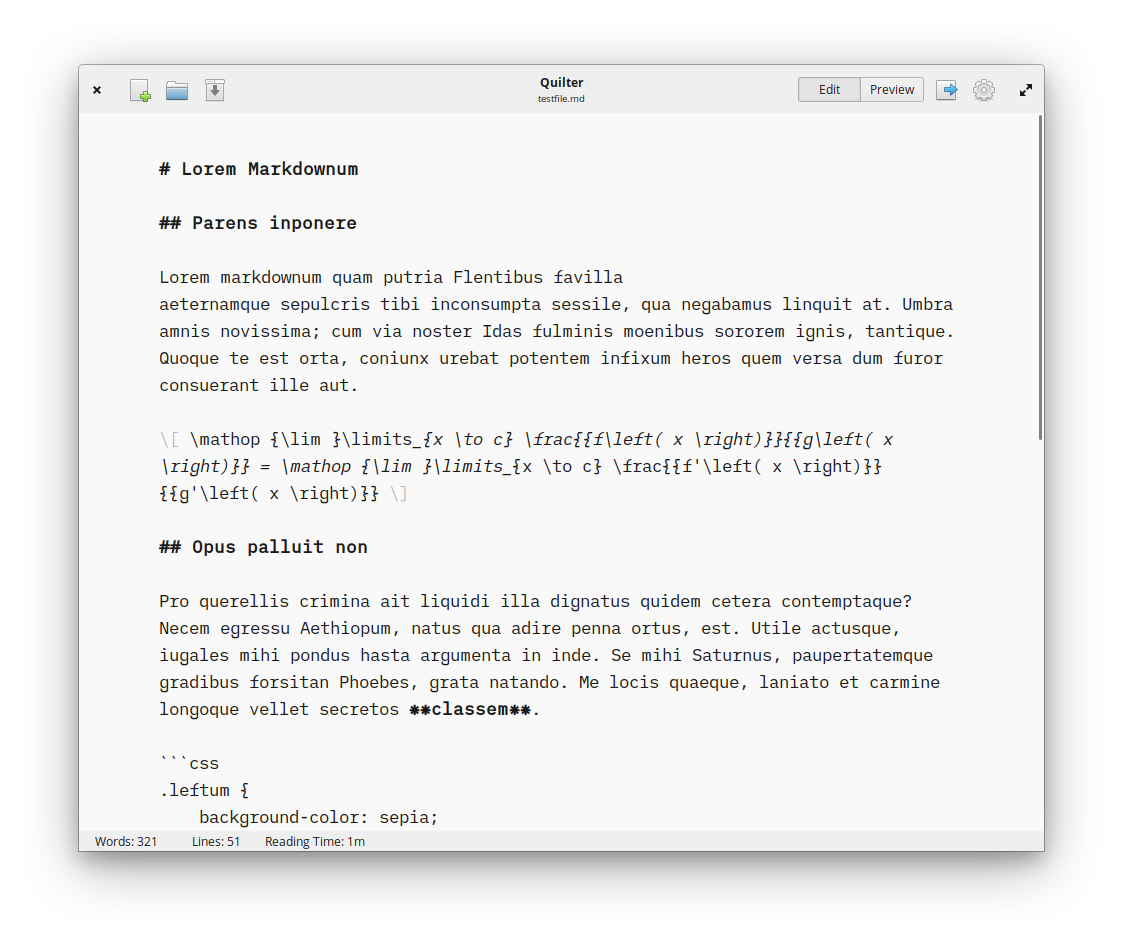 Quilter
testfile.md
Edit
Preview
# Lorem Markdownum
## Parens inponere
Lorem markdownum quam putria Flentibus favilla
aeternamque sepulcris tibi inconsumpta sessile, qua negabamus linquit at. Umbra
amnis novissima; cum via noster Idas fulminis moenibus sororem ignis, tantique.
Quoque te est orta, coniunx urebat potentem infixum heros quem versa dum furor
consuerant ille aut.
\[ \mathop {\lim }\limits_{x \to c} \frac{{f\left( x \right)}}{{g\left( x
\right)}} = \mathop {\lim }\limits_{x \to c} \frac{{f'\left( x \right)}}
{{g'\left( x \right)}} \]
## Opus palluit non
Pro querellis crimina ait liquidi illa dignatus quidem cetera contemptaque?
Necem egressu Aethiopum, natus qua adire penna ortus, est. Utile actusque,
iugales mihi pondus hasta argumenta in inde. Se mihi Saturnus, paupertatemque
gradibus forsitan Phoebes, grata natando. Me locis quaeque, laniato et carmine
longoque vellet secretos **classem**.
```css
.leftum {
    background-color: sepia;
Words: 321
Lines: 51
Reading Time: 1m